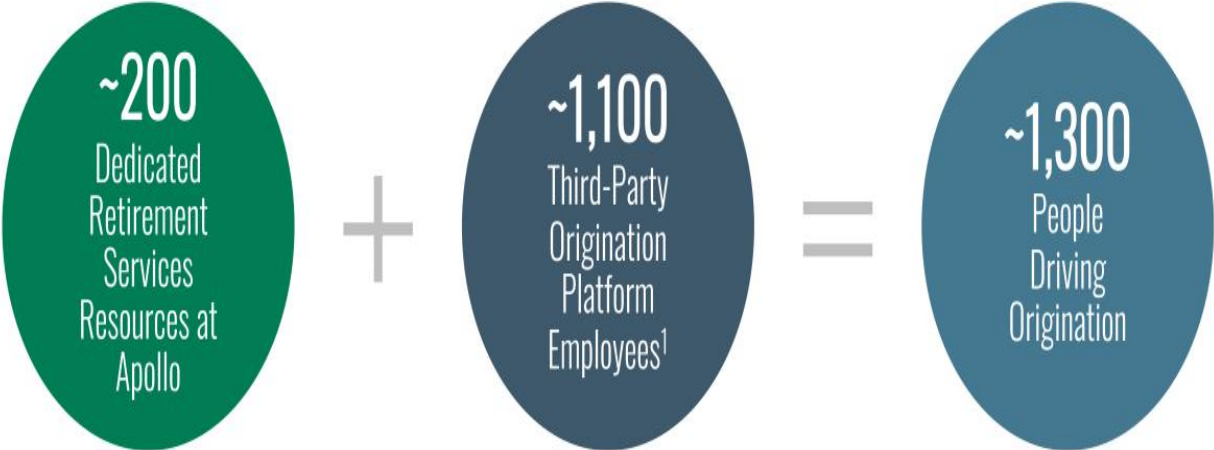 ~200
Dedicated
Retirement
Services
Resources at
Apollo
+
~1,100
Third-Party
Origination
Platform
Employees¹
=
~1,300
People
Driving
Origination